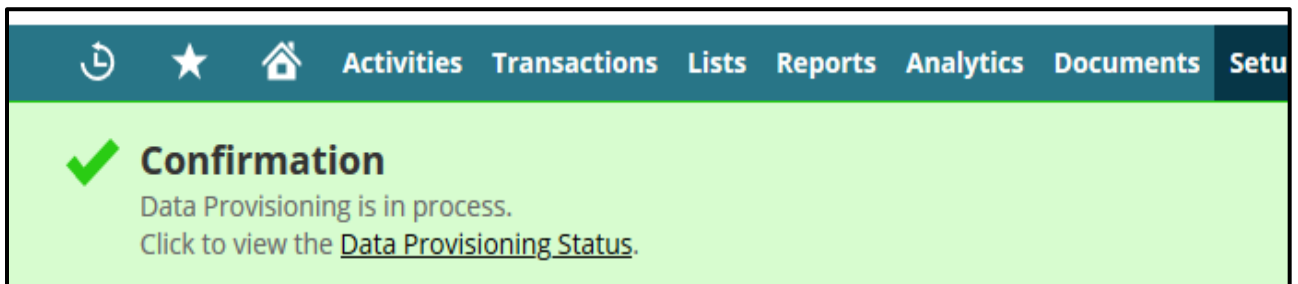 Activities Transactions Lists Reports Analytics Documents Setu
Confirmation
Data Provisioning is in process.
Click to view the Data Provisioning Status.